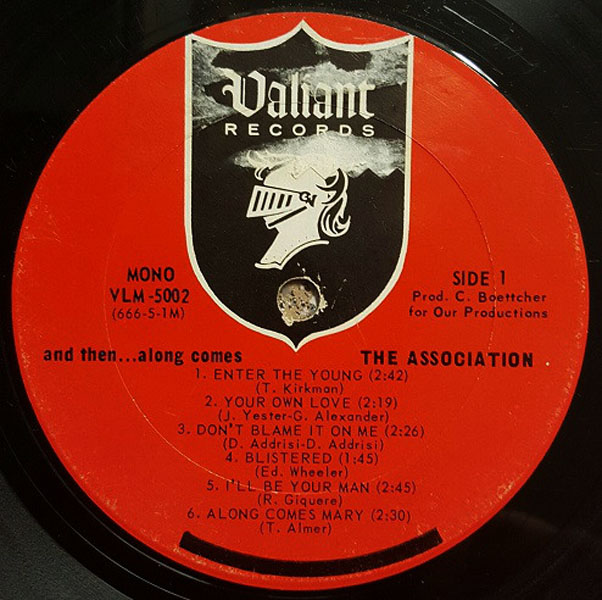 Valiant
RECORDS
MONO
VLM-5002
(666-5-1M)
SIDE 1
Prod. C. Boettcher
for Our Productions
and then...along comes THE ASSOCIATION
1. ENTER THE YOUNG (2:42)
(T. Kirkman)
2. YOUR OWN LOVE (2:19)
(J. Yester-G. Alexander)
3. DON'T BLAME IT ON ME (2:26)
(D. Addrisi-D. Addrisi)
4. BLISTERED (1:45)
(Ed. Wheeler)
5. I'LL BE YOUR MAN (2:45)
(R. Giquere)
6. ALONG COMES MARY (2:30)
(T. Almer)